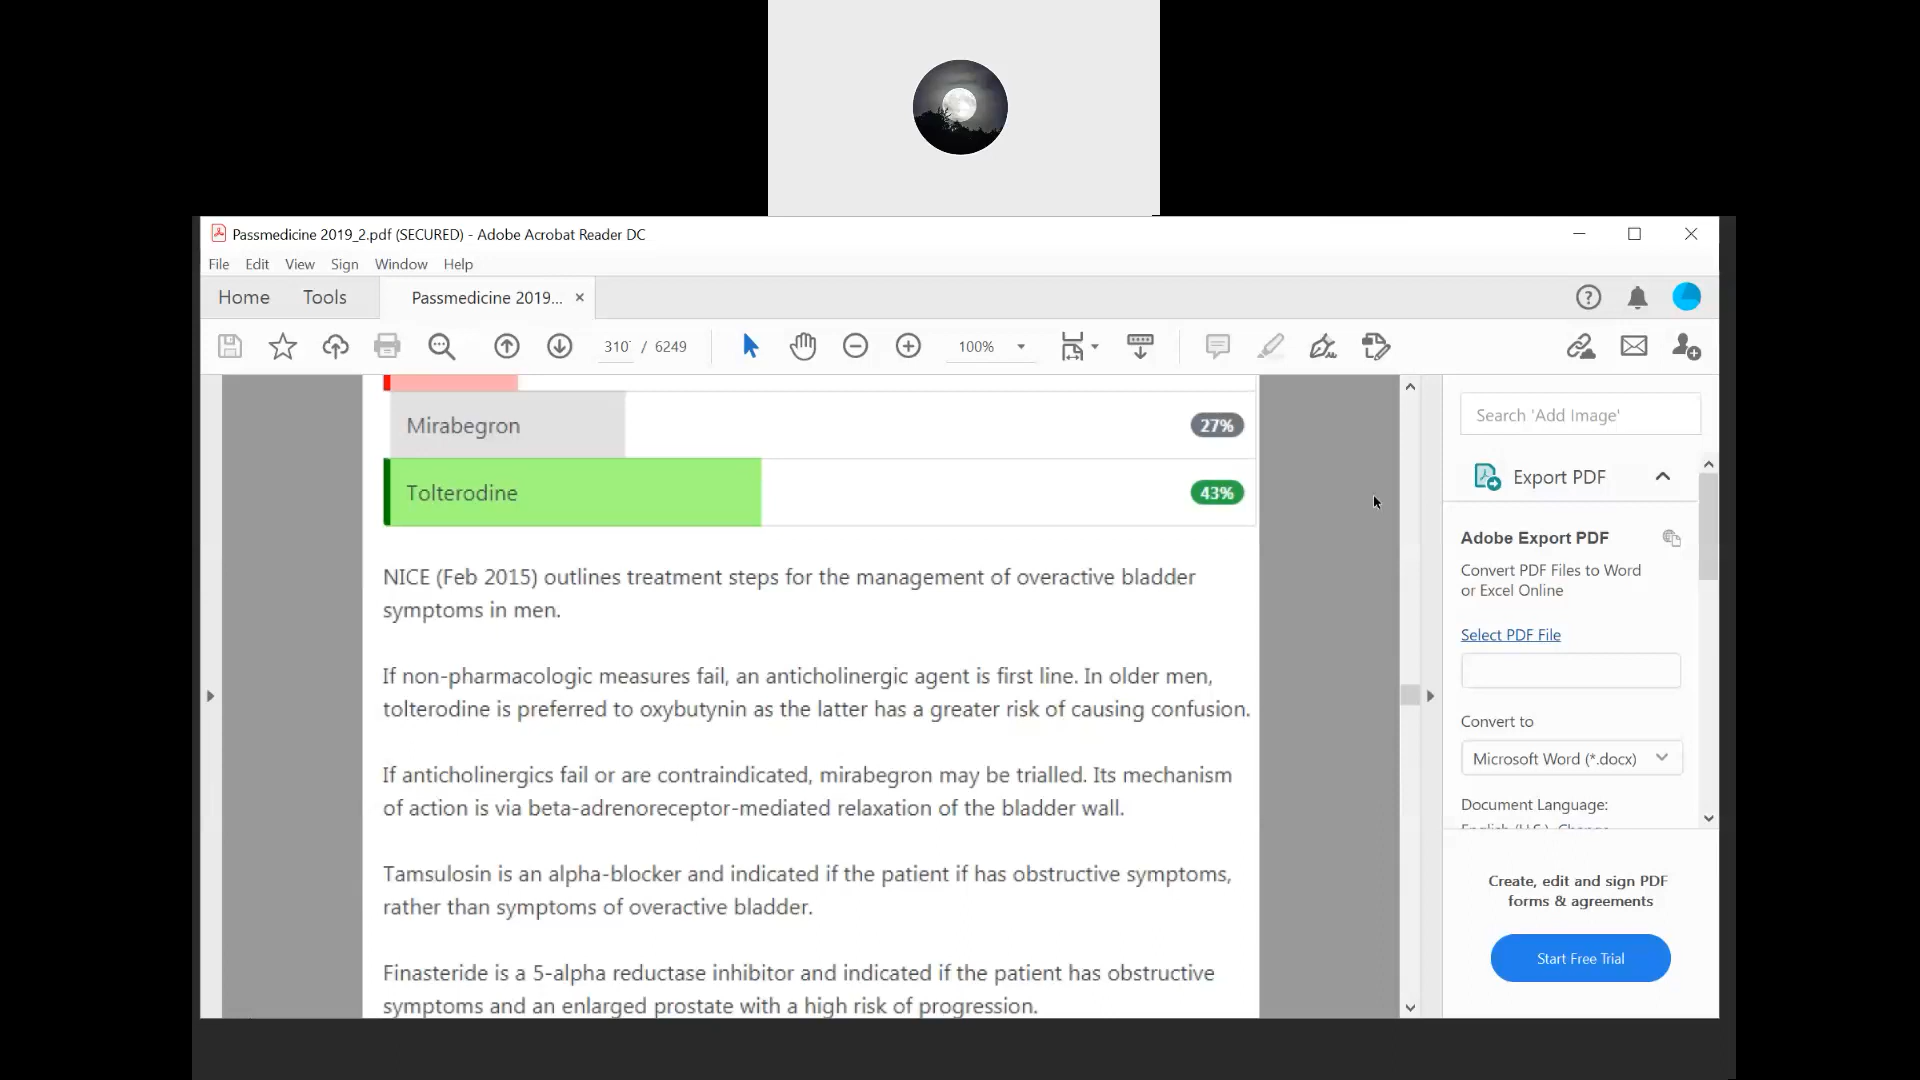 Passmedicine 2019_2.pdf (SECURED) - Adobe Acrobat Reader DC
File Edit View Sign Window Help
Home Tools Passmedicine 2019... ×
310 / 6249 100%
Mirabegron 27%
Tolterodine 43%
NICE (Feb 2015) outlines treatment steps for the management of overactive bladder
symptoms in men.
If non-pharmacologic measures fail, an anticholinergic agent is first line. In older men,
tolterodine is preferred to oxybutynin as the latter has a greater risk of causing confusion.
If anticholinergics fail or are contraindicated, mirabegron may be trialled. Its mechanism
of action is via beta-adrenoreceptor-mediated relaxation of the bladder wall.
Tamsulosin is an alpha-blocker and indicated if the patient if has obstructive symptoms,
rather than symptoms of overactive bladder.
Finasteride is a 5-alpha reductase inhibitor and indicated if the patient has obstructive
symptoms and an enlarged prostate with a high risk of progression.
Search 'Add Image'
Export PDF
Adobe Export PDF
Convert PDF Files to Word
or Excel Online
Select PDF File
Convert to
Microsoft Word (*.docx)
Document Language:
English (U.S.) Change
Create, edit and sign PDF
forms & agreements
Start Free Trial